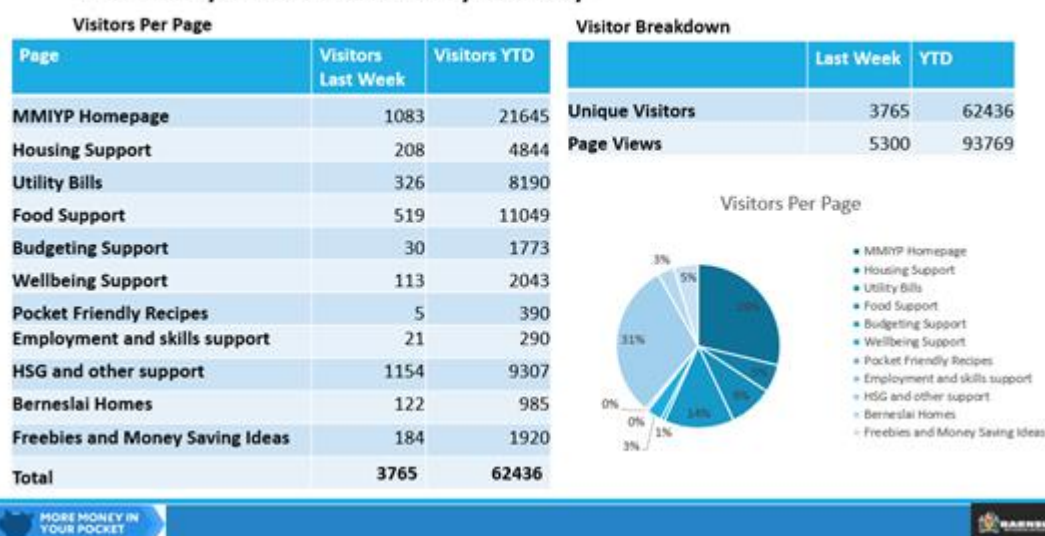 Visitors Per Page
Page Visitors Last Week Visitors YTD
MMIYP Homepage 1083 21645
Housing Support 208 4844
Utility Bills 326 8190
Food Support 519 11049
Budgeting Support 30 1773
Wellbeing Support 113 2043
Pocket Friendly Recipes 5 390
Employment and skills support 21 290
HSG and other support 1154 9307
Berneslai Homes 122 985
Freebies and Money Saving Ideas 184 1920
Total 3765 62436
Visitor Breakdown
Last Week YTD
Unique Visitors 3765 62436
Page Views 5300 93769
Visitors Per Page
3%
5%
31%
14%
0%
0%
1%
3%
MMIYP Homepage
Housing Support
Utility Bills
Food Support
Budgeting Support
Wellbeing Support
Pocket Friendly Recipes
Employment and skills support
HSG and other support
Berneslai Homes
Freebies and Money Saving Ideas
MORE MONEY IN
YOUR POCKET